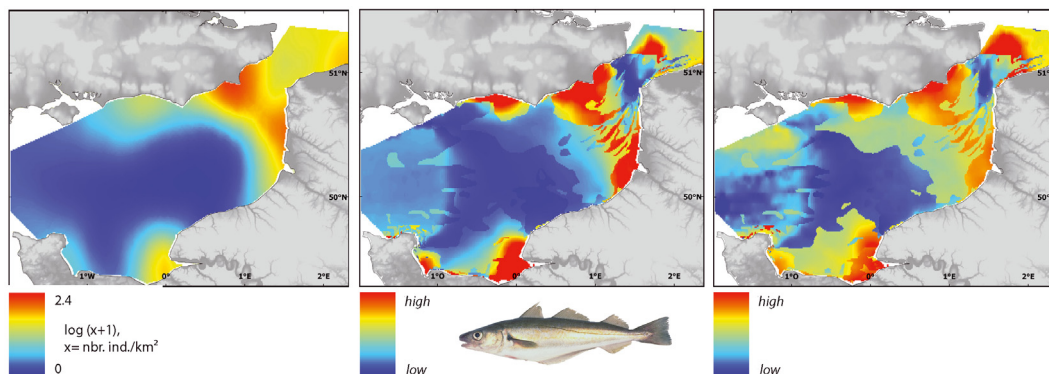 51°N
50°N
1°W
0°
1°E
2°E
51°N
50°N
1°O
0°
1°E
2°E
51°N
50°N
1°O
0°
1°E
2°E
2.4
log (x+1),
x= nbr. ind./km²
0
high
low
high
low